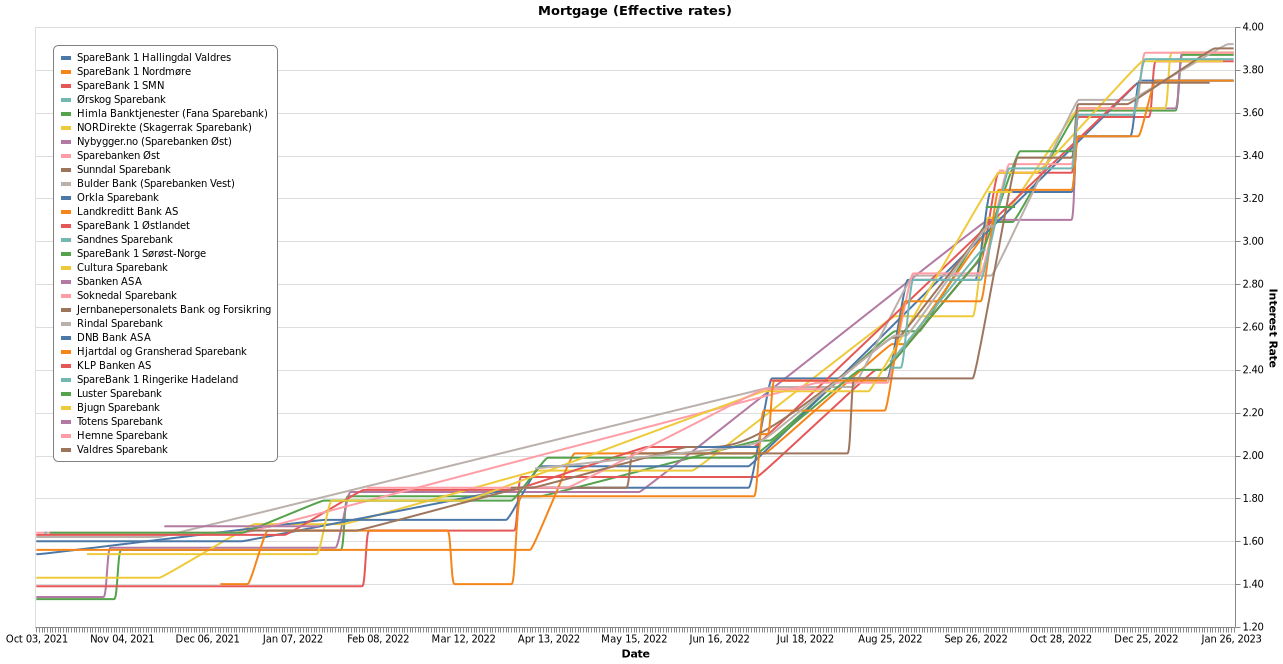 Mortgage (Effective rates)
SpareBank 1 Hallingdal Valdres
SpareBank 1 Nordmøre
SpareBank 1 SMN
Ørskog Sparebank
Himla Banktjenester (Fana Sparebank)
NORDirekte (Skagerrak Sparebank)
Nybygger.no (Sparebanken Øst)
Sparebanken Øst
Sunndal Sparebank
Bulder Bank (Sparebanken Vest)
Orkla Sparebank
Landkreditt Bank AS
SpareBank 1 Østlandet
Sandnes Sparebank
SpareBank 1 Sørøst-Norge
Cultura Sparebank
Sbanken ASA
Soknedal Sparebank
Jernbanepersonalets Bank og Forsikring
Rindal Sparebank
DNB Bank ASA
Hjartdal og Gransherad Sparebank
KLP Banken AS
SpareBank 1 Ringerike Hadeland
Luster Sparebank
Bjugn Sparebank
Totens Sparebank
Hemne Sparebank
Valdres Sparebank
4.00
3.80
3.60
3.40
3.20
3.00
2.80
2.60
2.40
2.20
2.00
1.80
1.60
1.40
1.20
Interest Rate
Oct 03, 2021 Nov 04, 2021 Dec 06, 2021 Jan 07, 2022 Feb 08, 2022 Mar 12, 2022 Apr 13, 2022 May 15, 2022 Jun 16, 2022 Jul 18, 2022 Aug 25, 2022 Sep 26, 2022 Oct 28, 2022 Dec 25, 2022 Jan 26, 2023
Date